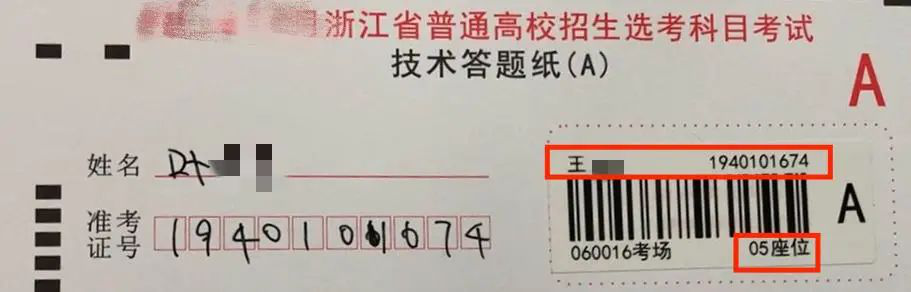 浙江省普通高校招生选考科目考试
技术答题纸(A)
A
姓名
王 1940101674
A
准考证号 1940101674
060016考场 05座位